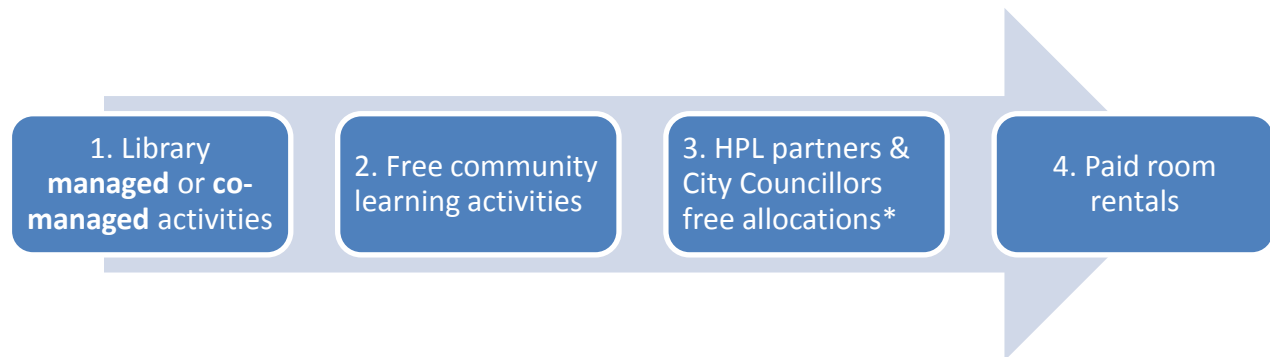 1. Library
managed or co-
managed activities
2. Free community
learning activities
3. HPL partners &
City Councillors
free allocations*
4. Paid room
rentals